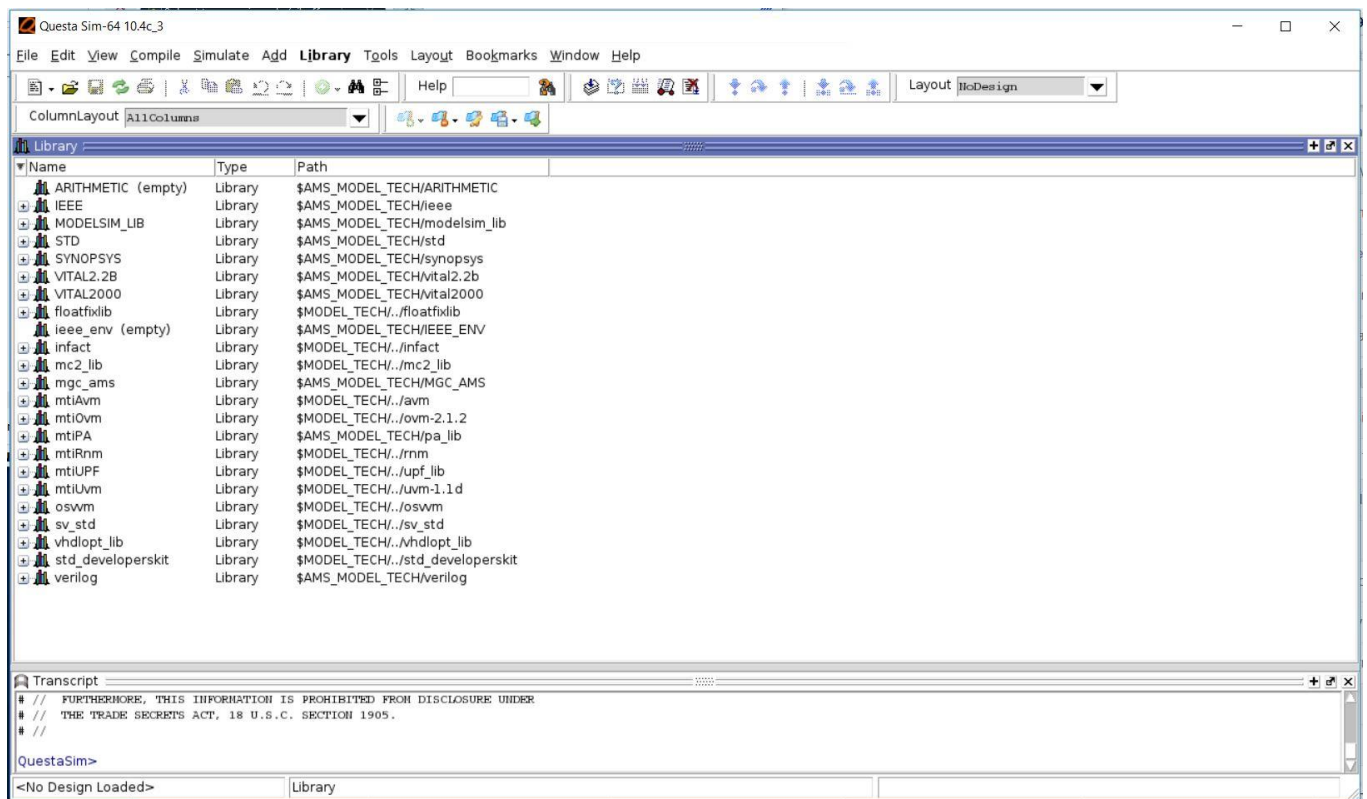 Questa Sim-64 10.4c_3
File Edit View Compile Simulate Add Library Tools Layout Bookmarks Window Help
Help Layout NoDesign
ColumnLayout AllColumns
Library
Name Type Path
ARITHMETIC (empty) Library $AMS_MODEL_TECH/ARITHMETIC
IEEE Library $AMS_MODEL_TECH/ieee
MODELSIM_LIB Library $AMS_MODEL_TECH/modelsim_lib
STD Library $AMS_MODEL_TECH/std
SYNOPSYS Library $AMS_MODEL_TECH/synopsys
VITAL2.2B Library $AMS_MODEL_TECH/vital2.2b
VITAL2000 Library $AMS_MODEL_TECH/vital2000
floatfixlib Library $MODEL_TECH/../floatfixlib
ieee_env (empty) Library $AMS_MODEL_TECH/IEEE_ENV
infact Library $MODEL_TECH/../infact
mc2_lib Library $MODEL_TECH/../mc2_lib
mgc_ams Library $AMS_MODEL_TECH/MGC_AMS
mtiAvm Library $MODEL_TECH/../avm
mtiOvm Library $MODEL_TECH/../ovm-2.1.2
mtiPA Library $AMS_MODEL_TECH/pa_lib
mtiRnm Library $MODEL_TECH/../rnm
mtiUPF Library $MODEL_TECH/../upf_lib
mtiUvm Library $MODEL_TECH/../uvm-1.1d
osvvm Library $MODEL_TECH/../osvvm
sv_std Library $MODEL_TECH/../sv_std
vhdlopt_lib Library $MODEL_TECH/../vhdlopt_lib
std_developerskit Library $MODEL_TECH/../std_developerskit
verilog Library $AMS_MODEL_TECH/verilog
Transcript
# // FURTHERMORE, THIS INFORMATION IS PROHIBITED FROM DISCLOSURE UNDER
# // THE TRADE SECRETS ACT, 18 U.S.C. SECTION 1905.
# //
QuestaSim>
<No Design Loaded> Library